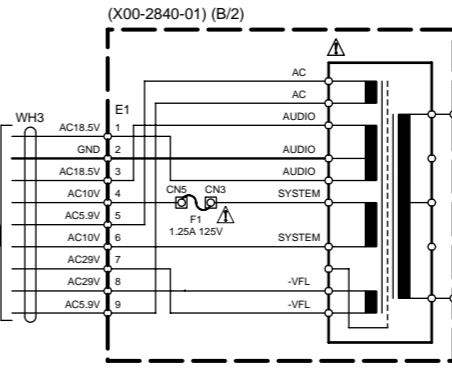 (X00-2840-01) (B/2)
WH3
E1
AC18.5V 1
GND 2
AC18.5V 3
AC10V 4
AC5.9V 5
AC10V 6
AC29V 7
AC29V 8
AC5.9V 9
CN5 CN3
F1
1.25A 125V
AC
AC
AUDIO
AUDIO
AUDIO
SYSTEM
SYSTEM
-VFL
-VFL